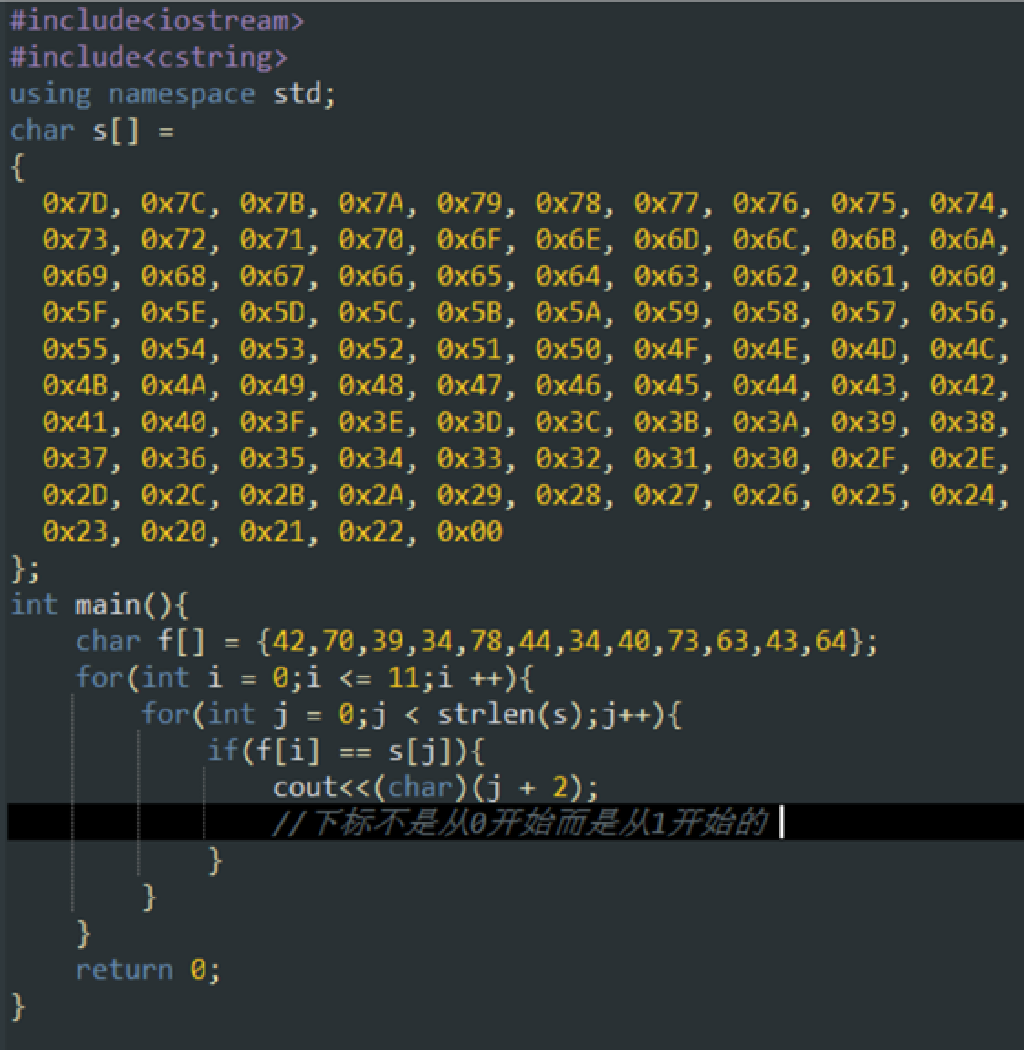 #include<iostream>
#include<cstring>
using namespace std;
char s[] =
{
  0x7D, 0x7C, 0x7B, 0x7A, 0x79, 0x78, 0x77, 0x76, 0x75, 0x74,
  0x73, 0x72, 0x71, 0x70, 0x6F, 0x6E, 0x6D, 0x6C, 0x6B, 0x6A,
  0x69, 0x68, 0x67, 0x66, 0x65, 0x64, 0x63, 0x62, 0x61, 0x60,
  0x5F, 0x5E, 0x5D, 0x5C, 0x5B, 0x5A, 0x59, 0x58, 0x57, 0x56,
  0x55, 0x54, 0x53, 0x52, 0x51, 0x50, 0x4F, 0x4E, 0x4D, 0x4C,
  0x4B, 0x4A, 0x49, 0x48, 0x47, 0x46, 0x45, 0x44, 0x43, 0x42,
  0x41, 0x40, 0x3F, 0x3E, 0x3D, 0x3C, 0x3B, 0x3A, 0x39, 0x38,
  0x37, 0x36, 0x35, 0x34, 0x33, 0x32, 0x31, 0x30, 0x2F, 0x2E,
  0x2D, 0x2C, 0x2B, 0x2A, 0x29, 0x28, 0x27, 0x26, 0x25, 0x24,
  0x23, 0x20, 0x21, 0x22, 0x00
};
int main(){
    char f[] = {42,70,39,34,78,44,34,40,73,63,43,64};
    for(int i = 0;i <= 11;i ++){
        for(int j = 0;j < strlen(s);j++){
            if(f[i] == s[j]){
                cout<<(char)(j + 2);
                //下标不是从0开始而是从1开始的
            }
        }
    }
    return 0;
}